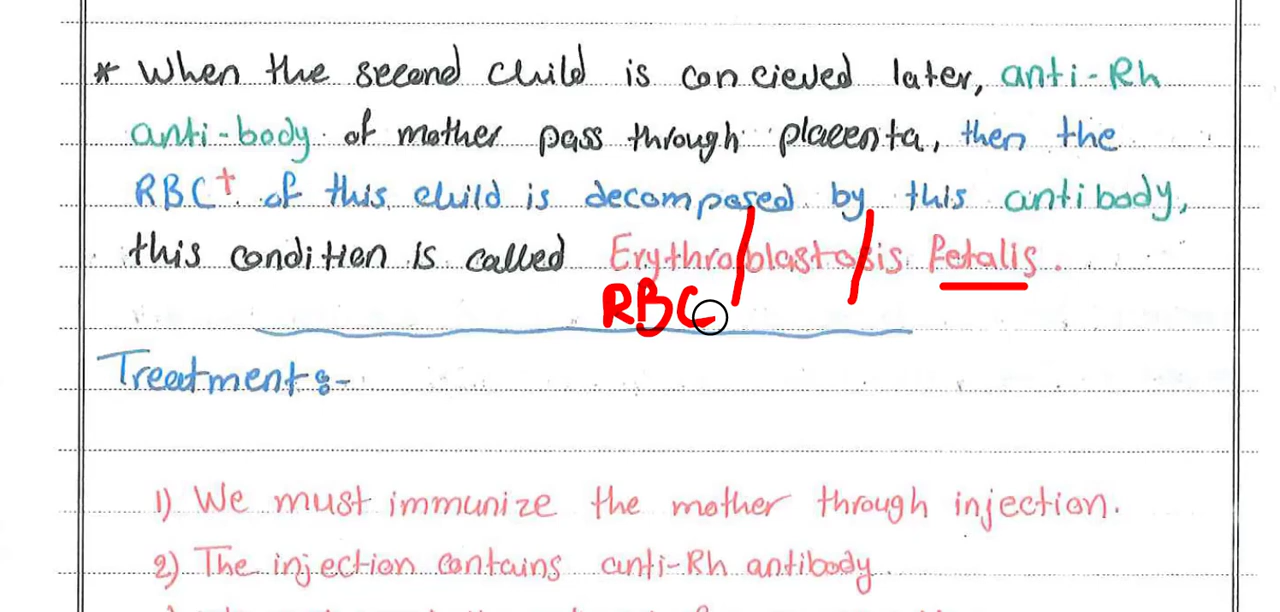 * When the second child is concieved later, anti-Rh
anti-body of mother pass through placenta, then the
RBC+ of this child is decomposed by this antibody,
this condition is called Erythroblastosis Fetalis.
RBC
Treatment:-
1) We must immunize the mother through injection.
2) The injection contains anti-Rh antibody